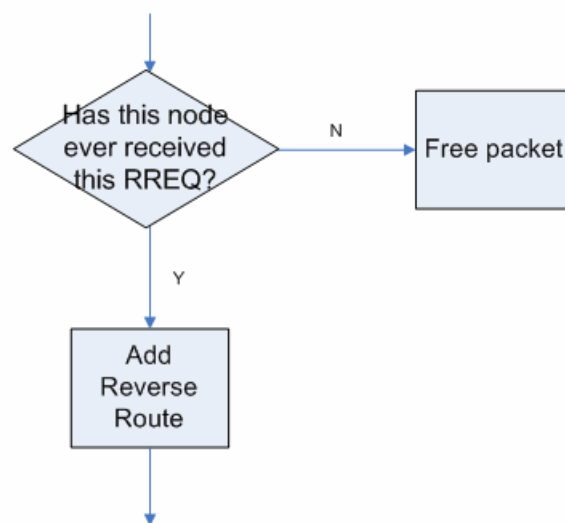 Has this node
ever received
this RREQ?
N
Free packet
Y
Add
Reverse
Route